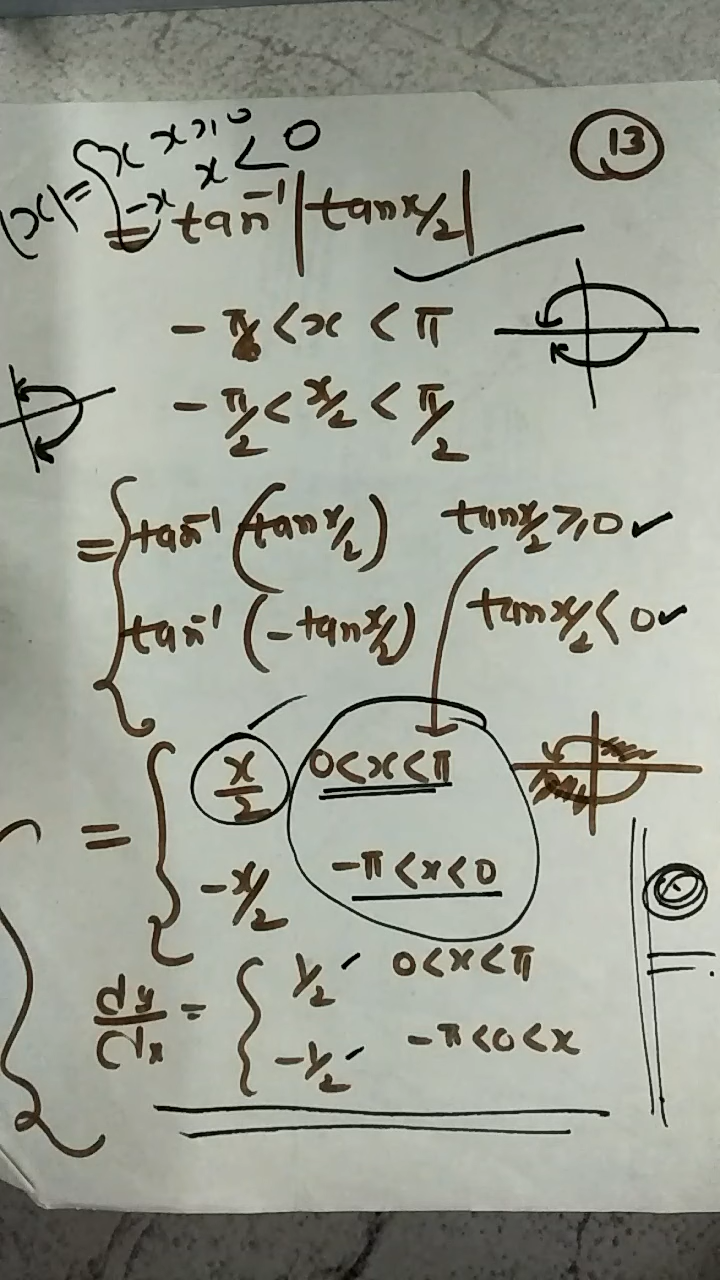 13
|x| = { x x ≥ 0
-x x < 0
= tan⁻¹ |tan x/2|
- π < x < π
- π/2 < x/2 < π/2
= { tan⁻¹ (tan x/2) tan x/2 ≥ 0 ✓
tan⁻¹ (- tan x/2) tan x/2 < 0 ✓
= { x/2 0 < x < π
- x/2 - π < x < 0
dy/dx = { 1/2 0 < x < π
- 1/2 - π < 0 < x